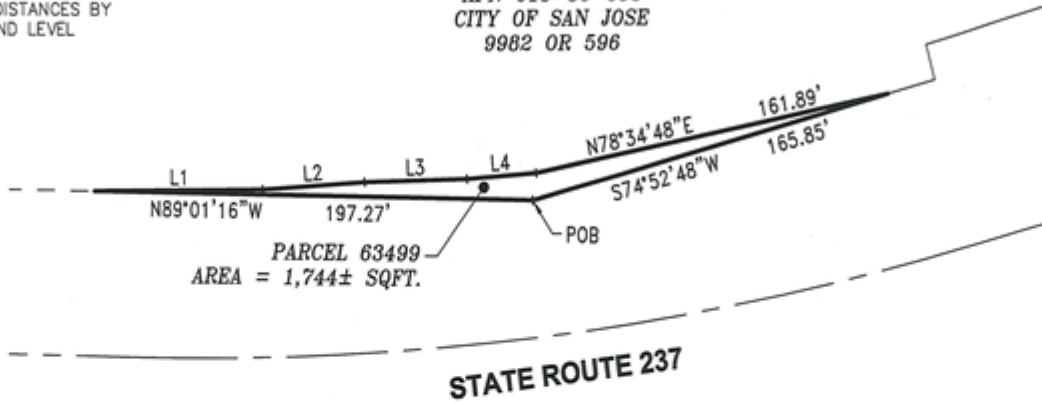 DISTANCES BY
ND LEVEL
CITY OF SAN JOSE
9982 OR 596
161.89'
N78°34'48"E
165.85'
S74°52'48"W
L1
L2
L3
L4
N89°01'16"W
197.27'
POB
PARCEL 63499
AREA = 1,744± SQFT.
STATE ROUTE 237